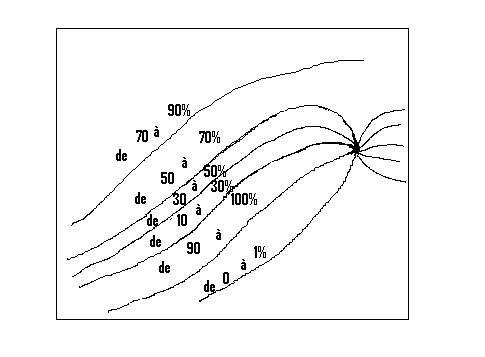 de 70 à 90%
de 50 à 70%
de 30 à 50%
de 10 à 30%
de 90 à 100%
de 0 à 1%